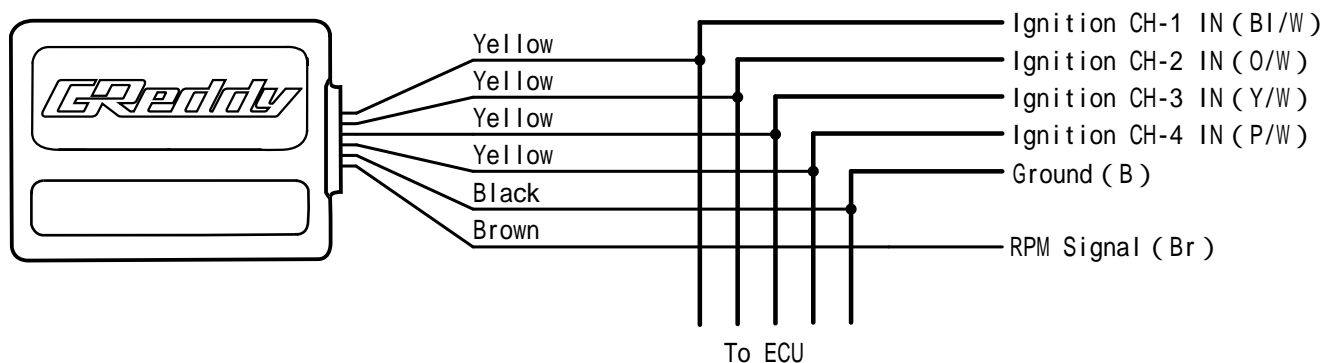 GReddy
Yellow
Yellow
Yellow
Yellow
Black
Brown
Ignition CH-1 IN (Bl/W)
Ignition CH-2 IN (O/W)
Ignition CH-3 IN (Y/W)
Ignition CH-4 IN (P/W)
Ground (B)
RPM Signal (Br)
To ECU